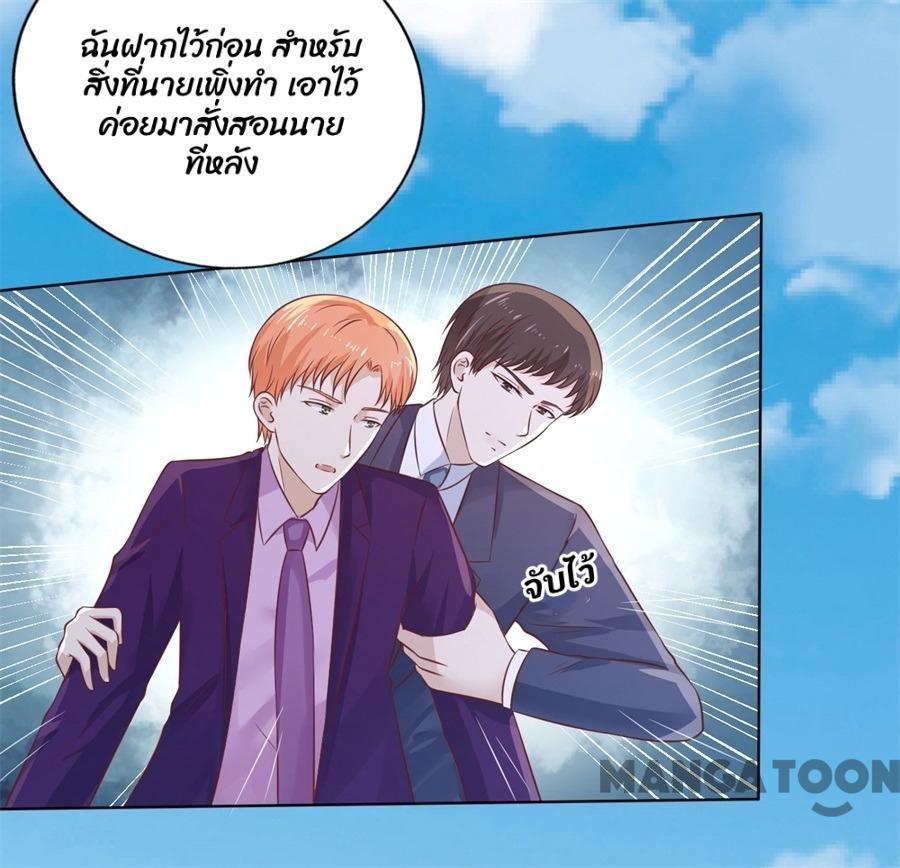 ฉันฝากไว้ก่อน สำหรับ
สิ่งที่นายเพิ่งทำ เอาไว้
ค่อยมาสั่งสอนนาย
ทีหลัง
จับไว้
MANGATOON